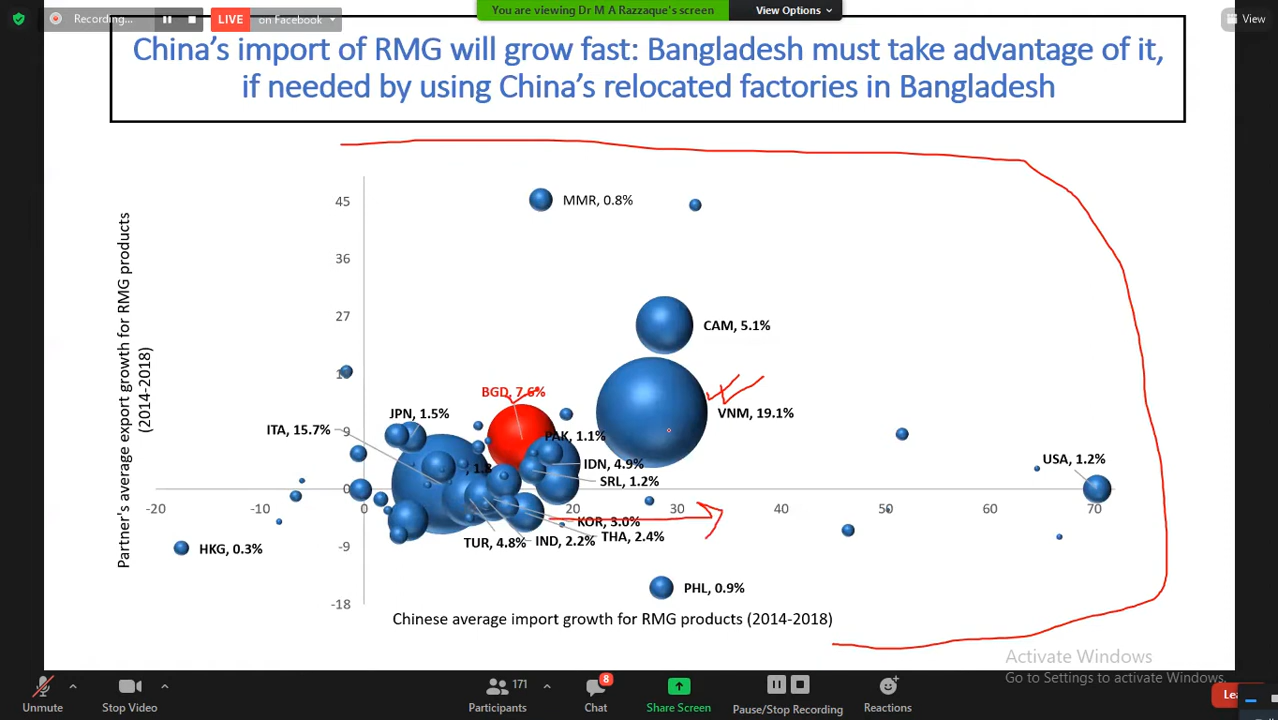 Recording...
LIVE on Facebook
You are viewing Dr M A Razzaque's screen
View Options
View
China's import of RMG will grow fast: Bangladesh must take advantage of it,
if needed by using China's relocated factories in Bangladesh
Partner's average export growth for RMG products
(2014-2018)
45
36
27
9
0
-9
-18
-20
-10
0
20
30
40
50
60
70
MMR, 0.8%
CAM, 5.1%
BGD, 7.6%
VNM, 19.1%
JPN, 1.5%
ITA, 15.7%
PAK, 1.1%
IDN, 4.9%
SRL, 1.2%
USA, 1.2%
KOR, 3.0%
THA, 2.4%
IND, 2.2%
TUR, 4.8%
HKG, 0.3%
PHL, 0.9%
Chinese average import growth for RMG products (2014-2018)
Activate Windows
Go to Settings to activate Windows.
Unmute
Stop Video
171
Participants
8
Chat
Share Screen
Pause/Stop Recording
Reactions